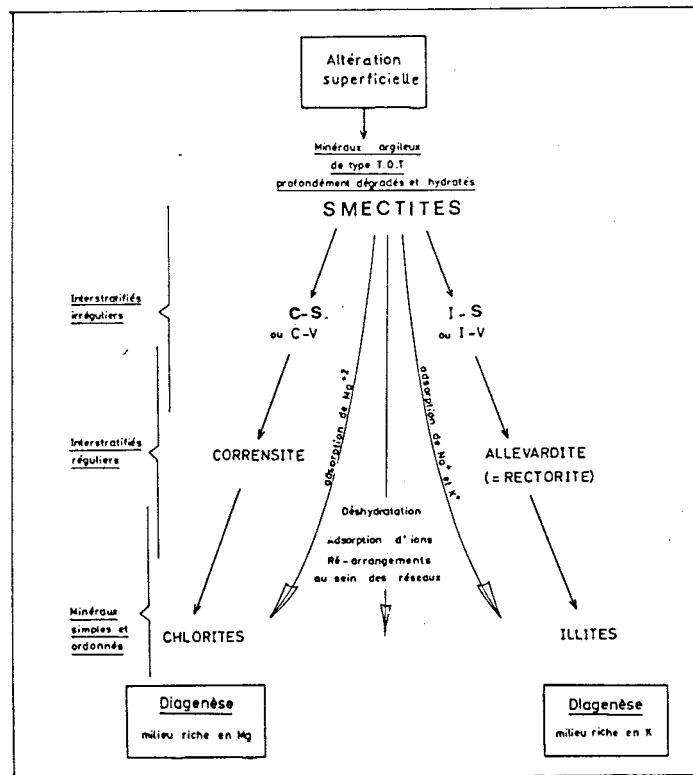 Altération
superficielle
Minéraux argileux
de type T.O.T
profondément dégradés et hydratés
SMECTITES
Interstratifiés
irréguliers
C-S.
ou C-V
I-S
ou I-V
adsorption de Mg+2
adsorption de Na+ et K+
Interstratifiés
réguliers
CORRENSITE
ALLEVARDITE
(= RECTORITE)
Déshydratation
Adsorption d'ions
Ré-arrangements
au sein des réseaux
Minéraux
simples et
ordonnés
CHLORITES
ILLITES
Diagenèse
milieu riche en Mg
Diagenèse
milieu riche en K